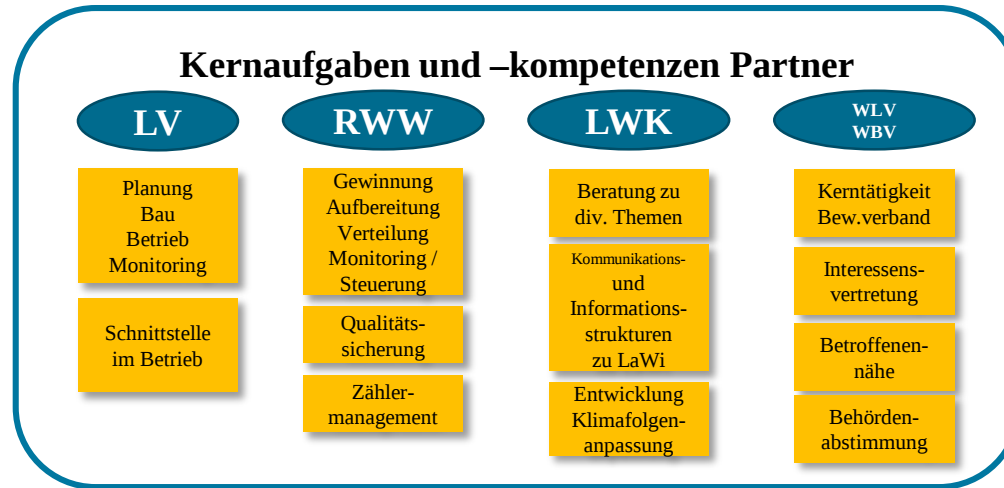 Kernaufgaben und –kompetenzen Partner
LV
Planung
Bau
Betrieb
Monitoring
Schnittstelle
im Betrieb
RWW
Gewinnung
Aufbereitung
Verteilung
Monitoring /
Steuerung
Qualitäts-
sicherung
Zähler-
management
LWK
Beratung zu
div. Themen
Kommunikations-
und
Informations-
strukturen
zu LaWi
Entwicklung
Klimafolgen-
anpassung
WLV
WBV
Kerntätigkeit
Bew.verband
Interessens-
vertretung
Betroffenen-
nähe
Behörden-
abstimmung